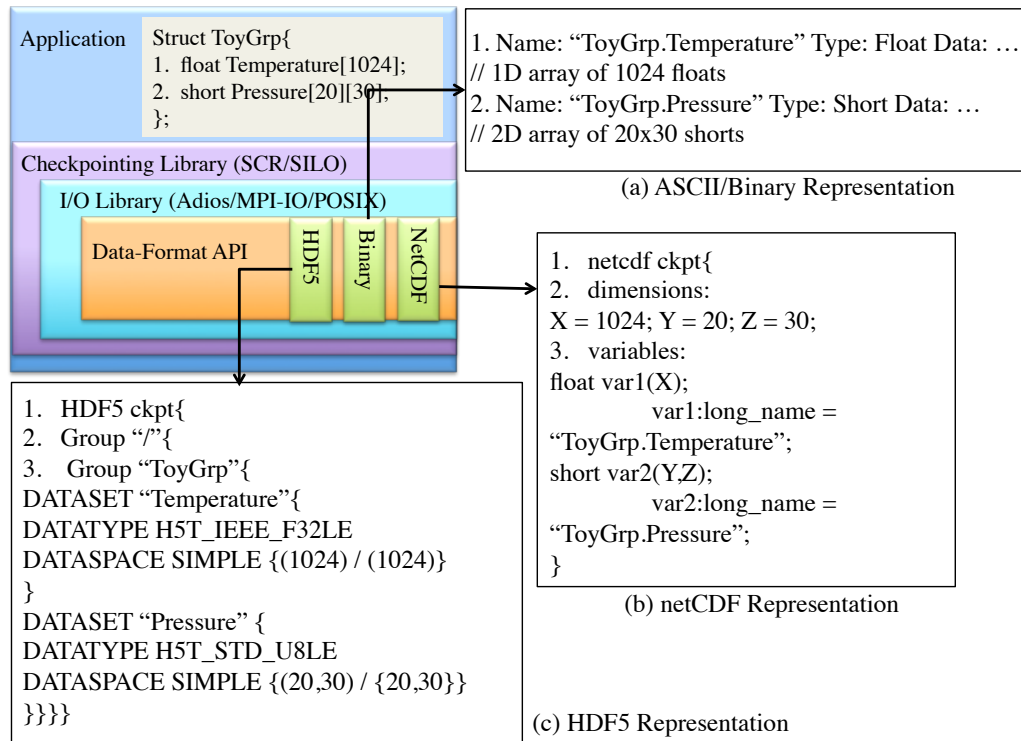 Application
Struct ToyGrp{
1. float Temperature[1024];
2. short Pressure[20][30],
};
Checkpointing Library (SCR/SILO)
I/O Library (Adios/MPI-IO/POSIX)
Data-Format API
HDF5
Binary
NetCDF
1. Name: “ToyGrp.Temperature” Type: Float Data: …
// 1D array of 1024 floats
2. Name: “ToyGrp.Pressure” Type: Short Data: …
// 2D array of 20x30 shorts
(a) ASCII/Binary Representation
1. netcdf ckpt{
2. dimensions:
X = 1024; Y = 20; Z = 30;
3. variables:
float var1(X);
var1:long_name =
“ToyGrp.Temperature”;
short var2(Y,Z);
var2:long_name =
“ToyGrp.Pressure”;
}
(b) netCDF Representation
1. HDF5 ckpt{
2. Group “/”{
3. Group “ToyGrp”{
DATASET “Temperature”{
DATATYPE H5T_IEEE_F32LE
DATASPACE SIMPLE {(1024) / (1024)}
}
DATASET “Pressure” {
DATATYPE H5T_STD_U8LE
DATASPACE SIMPLE {(20,30) / {20,30}}
}}}}
(c) HDF5 Representation